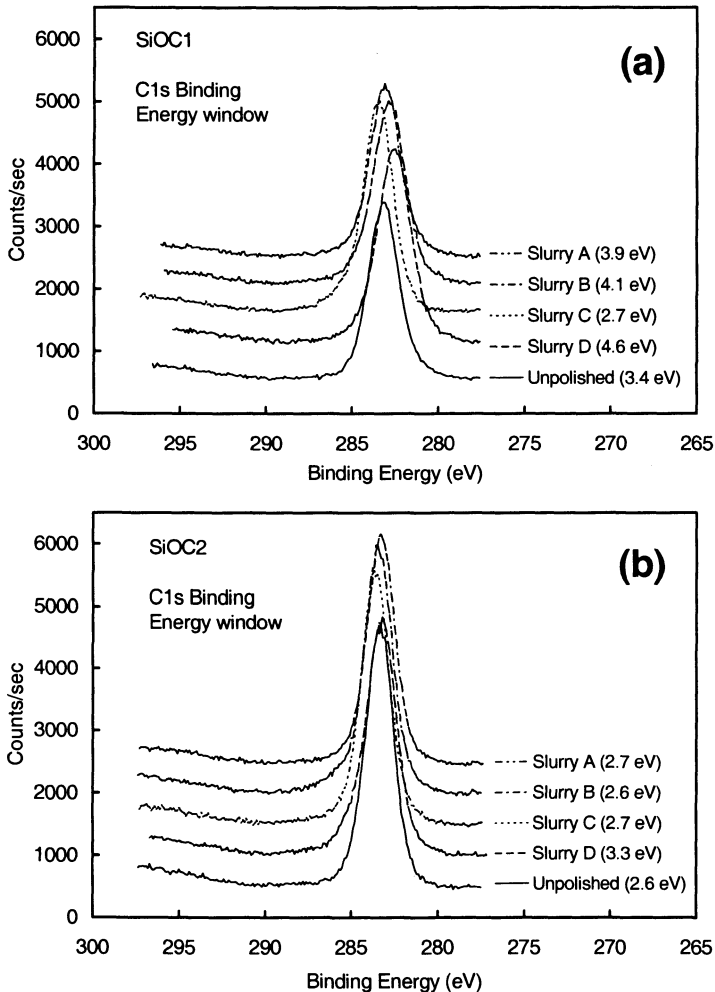 6000
SiOC1
(a)
5000
C1s Binding
Energy window
4000
3000
2000
1000
0
Counts/sec
Slurry A (3.9 eV)
Slurry B (4.1 eV)
Slurry C (2.7 eV)
Slurry D (4.6 eV)
Unpolished (3.4 eV)
300 295 290 285 280 275 270 265
Binding Energy (eV)
6000
SiOC2
(b)
5000
C1s Binding
Energy window
4000
3000
2000
1000
0
Counts/sec
Slurry A (2.7 eV)
Slurry B (2.6 eV)
Slurry C (2.7 eV)
Slurry D (3.3 eV)
Unpolished (2.6 eV)
300 295 290 285 280 275 270 265
Binding Energy (eV)